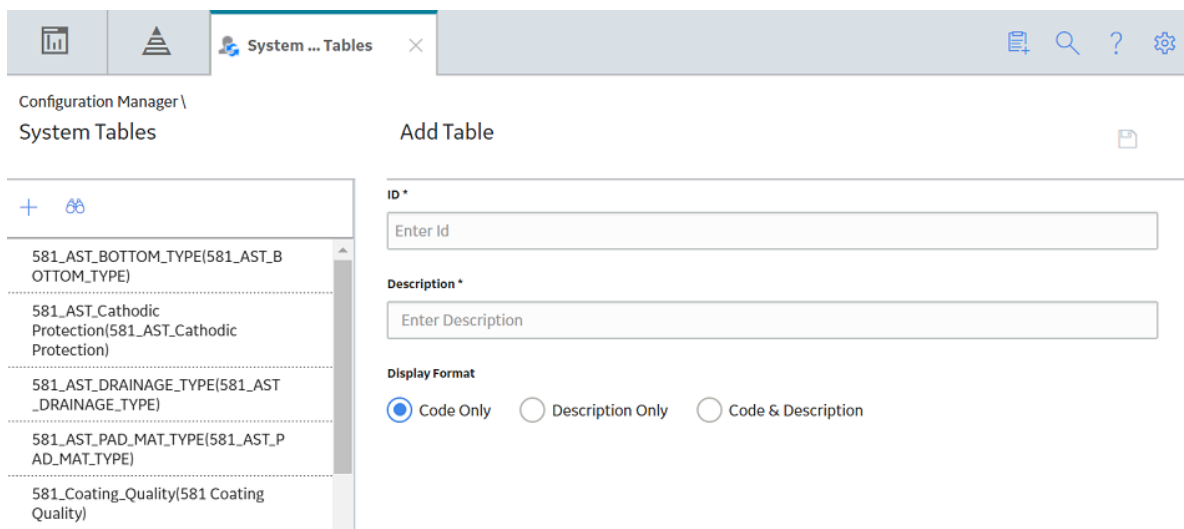 System ... Tables
Configuration Manager\
System Tables
Add Table
ID *
Enter Id
581_AST_BOTTOM_TYPE(581_AST_B
OTTOM_TYPE)
581_AST_Cathodic
Protection(581_AST_Cathodic
Protection)
581_AST_DRAINAGE_TYPE(581_AST
_DRAINAGE_TYPE)
581_AST_PAD_MAT_TYPE(581_AST_P
AD_MAT_TYPE)
581_Coating_Quality(581 Coating
Quality)
Description *
Enter Description
Display Format
Code Only Description Only Code & Description